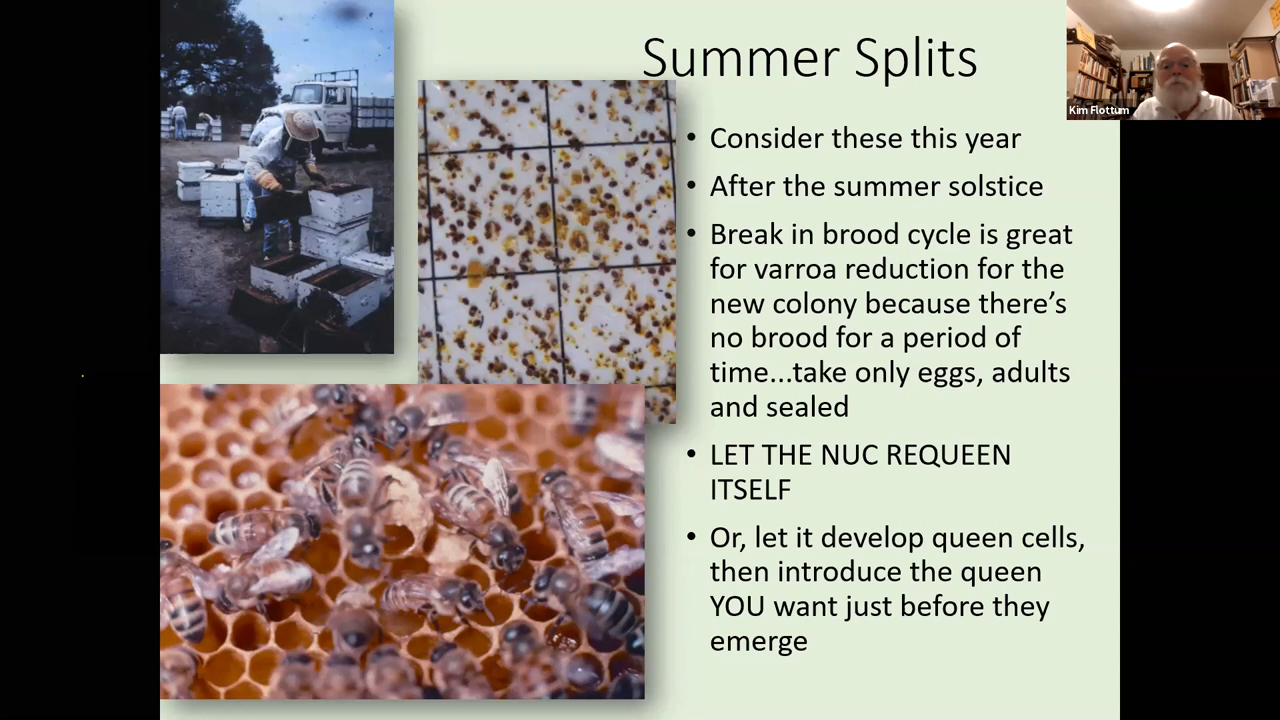 Summer Splits
Kim Flottum
• Consider these this year
• After the summer solstice
• Break in brood cycle is great
for varroa reduction for the
new colony because there’s
no brood for a period of
time...take only eggs, adults
and sealed
• LET THE NUC REQUEEN
ITSELF
• Or, let it develop queen cells,
then introduce the queen
YOU want just before they
emerge